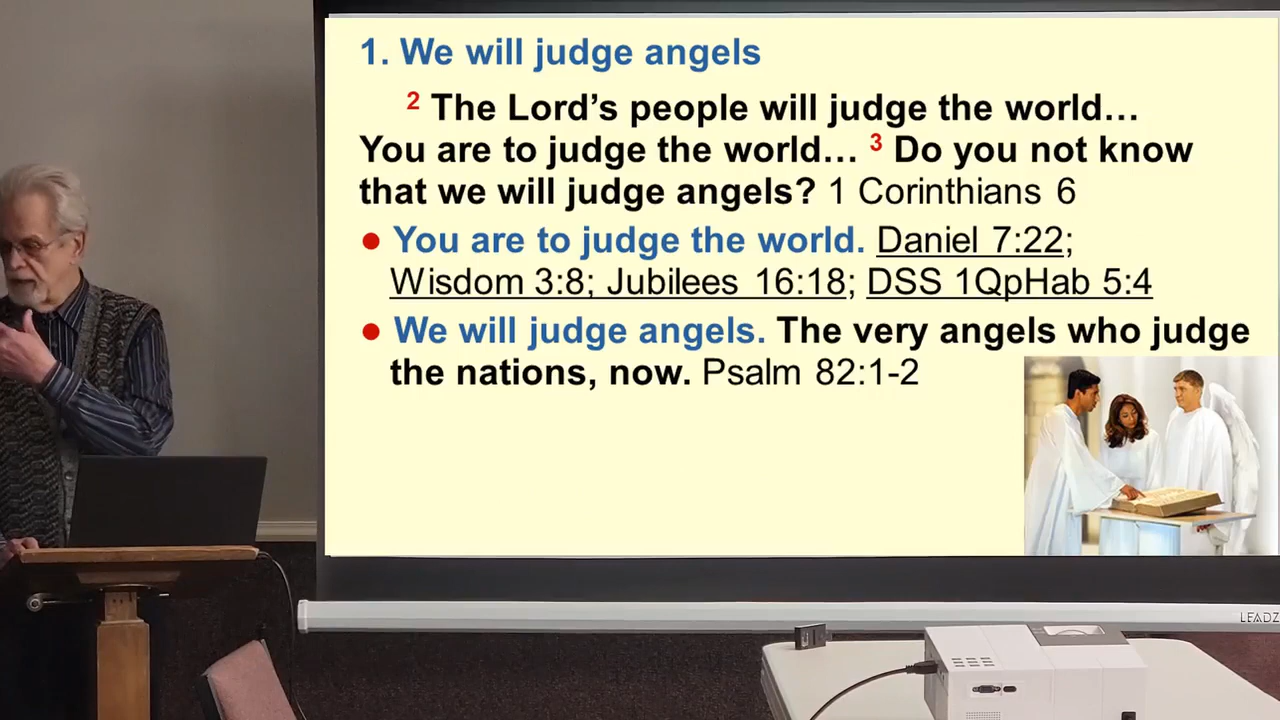 1. We will judge angels
2 The Lord’s people will judge the world…
You are to judge the world… 3 Do you not know
that we will judge angels? 1 Corinthians 6
● You are to judge the world. Daniel 7:22;
Wisdom 3:8; Jubilees 16:18; DSS 1QpHab 5:4
● We will judge angels. The very angels who judge
the nations, now. Psalm 82:1-2
LEADZ